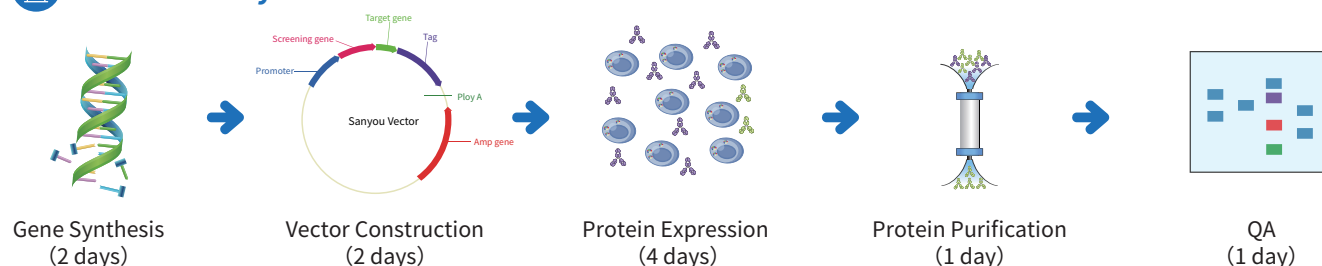 Target gene
Screening gene
Tag
Promoter
Ploy A
Sanyou Vector
Amp gene
Gene Synthesis
(2 days)
Vector Construction
(2 days)
Protein Expression
(4 days)
Protein Purification
(1 day)
QA
(1 day)